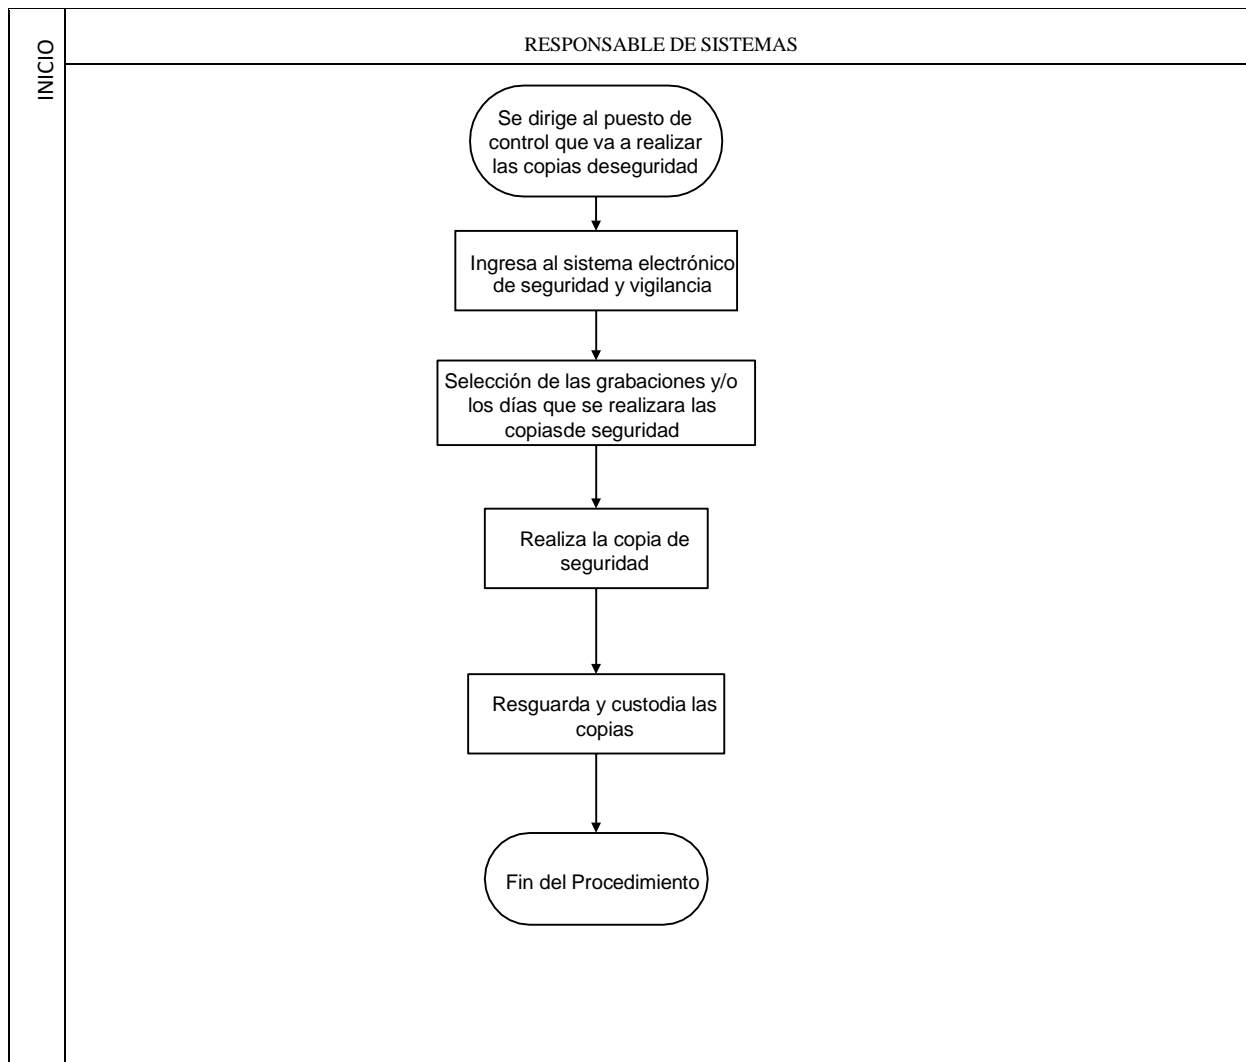 INICIO
RESPONSABLE DE SISTEMAS
Se dirige al puesto de
control que va a realizar
las copias deseguridad
Ingresa al sistema electrónico
de seguridad y vigilancia
Selección de las grabaciones y/o
los días que se realizara las
copiasde seguridad
Realiza la copia de
seguridad
Resguarda y custodia las
copias
Fin del Procedimiento